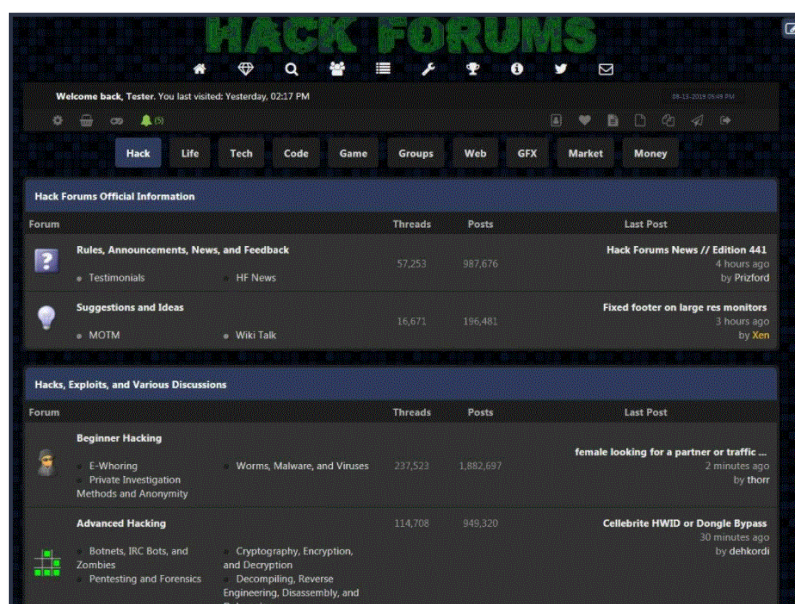 HACK FORUMS
Welcome back, Tester. You last visited: Yesterday, 02:17 PM
08-13-2019 05:49 PM
(5)
Hack Life Tech Code Game Groups Web GFX Market Money
Hack Forums Official Information
Forum Threads Posts Last Post
Rules, Announcements, News, and Feedback
Testimonials HF News
57,253 987,676
Hack Forums News // Edition 441
4 hours ago
by Prizford
Suggestions and Ideas
MOTM Wiki Talk
16,671 196,481
Fixed footer on large res monitors
3 hours ago
by Xen
Hacks, Exploits, and Various Discussions
Forum Threads Posts Last Post
Beginner Hacking
E-Whoring Worms, Malware, and Viruses
Private Investigation
Methods and Anonymity
237,523 1,882,697
female looking for a partner or traffic ...
2 minutes ago
by thorr
Advanced Hacking
Botnets, IRC Bots, and
Zombies
Pentesting and Forensics
Cryptography, Encryption,
and Decryption
Decompiling, Reverse
Engineering, Disassembly, and
114,708 949,320
Cellebrite HWID or Dongle Bypass
30 minutes ago
by dehkordi